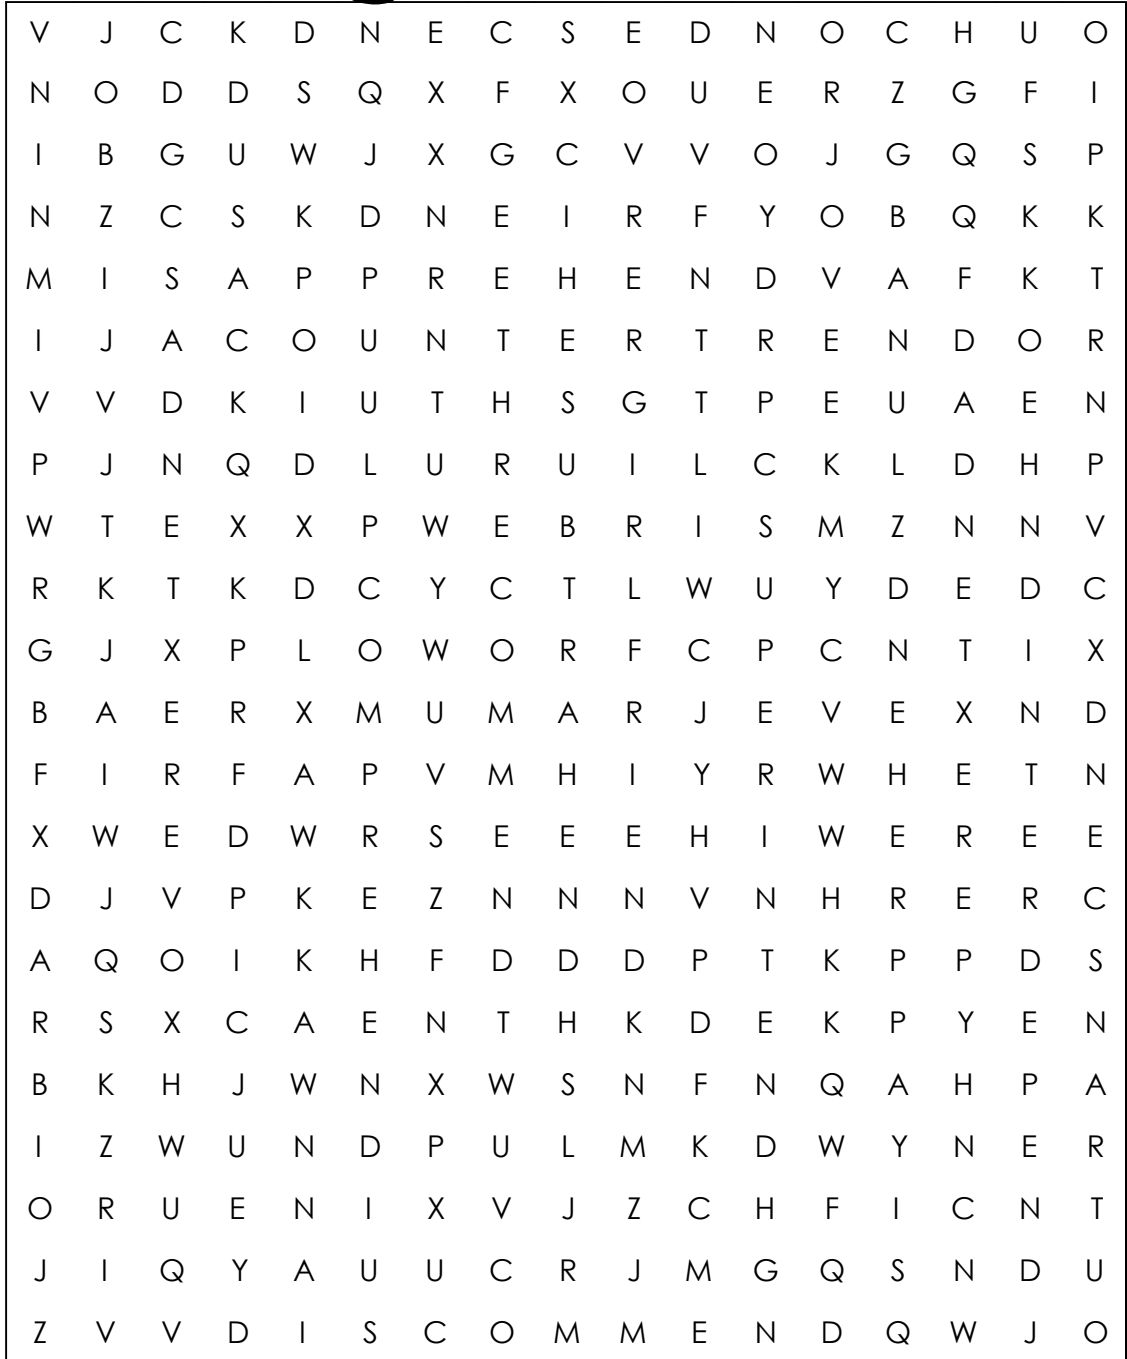 V J C K D N E C S E D N O C H U O
N O D D S Q X F X O U E R Z G F I
I B G U W J X G C V V O J G Q S P
N Z C S K D N E I R F Y O B Q K K
M I S A P P R E H E N D V A F K T
I J A C O U N T E R T R E N D O R
V V D K I U T H S G T P E U A E N
P J N Q D L U R U I L C K L D H P
W T E X X P W E B R I S M Z N N V
R K T K D C Y C T L W U Y D E D C
G J X P L O W O R F C P C N T I X
B A E R X M U M A R J E V E X N D
F I R F A P V M H I Y R W H E T N
X W E D W R S E E E H I W E R E E
D J V P K E Z N N N V N H R E R C
A Q O I K H F D D D P T K P P D S
R S X C A E N T H K D E K P Y E N
B K H J W N X W S N F N Q A H P A
I Z W U N D P U L M K D W Y N E R
O R U E N I X V J Z C H F I C N T
J I Q Y A U U C R J M G Q S N D U
Z V V D I S C O M M E N D Q W J O